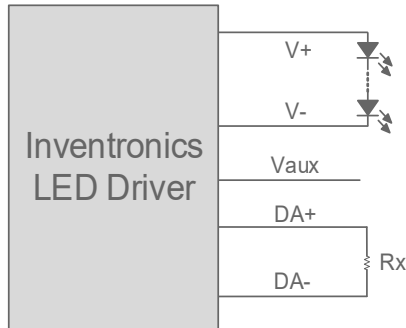 V+
V-
Inventronics
LED Driver
Vaux
DA+
Rx
DA-